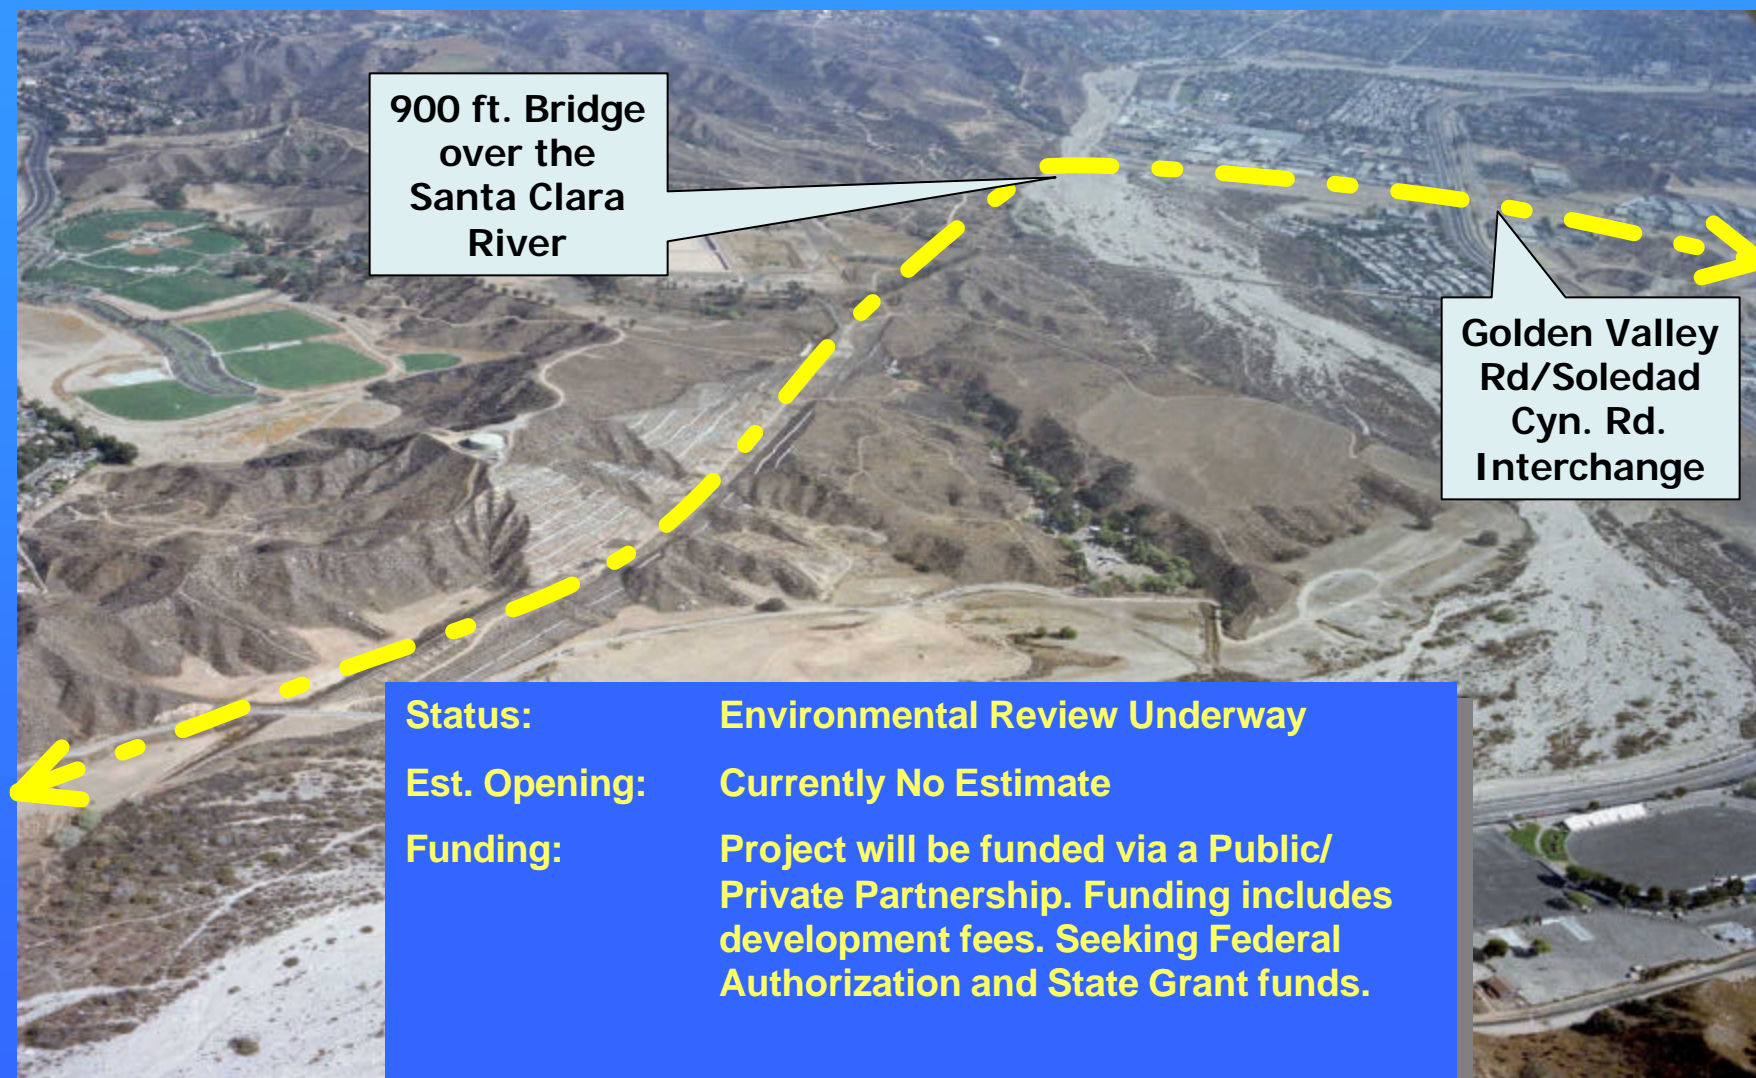 900 ft. Bridge
over the
Santa Clara
River
Golden Valley
Rd/Soledad
Cyn. Rd.
Interchange
Status: Environmental Review Underway
Est. Opening: Currently No Estimate
Funding: Project will be funded via a Public/
Private Partnership. Funding includes
development fees. Seeking Federal
Authorization and State Grant funds.